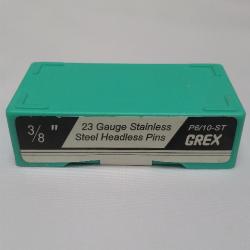 3/8 "
23 Gauge Stainless
Steel Headless Pins
P6/10-ST
GREX